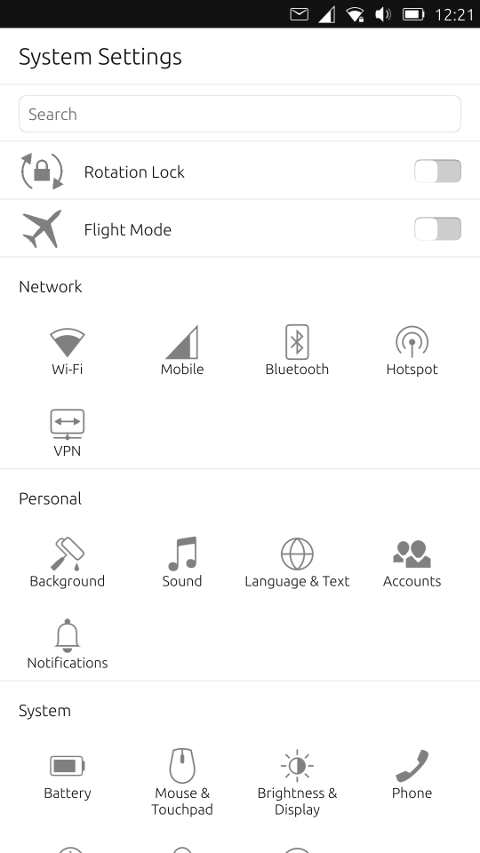 12:21
System Settings
Search
Rotation Lock
Flight Mode
Network
Wi-Fi
Mobile
Bluetooth
Hotspot
VPN
Personal
Background
Sound
Language & Text
Accounts
Notifications
System
Battery
Mouse &
Touchpad
Brightness &
Display
Phone